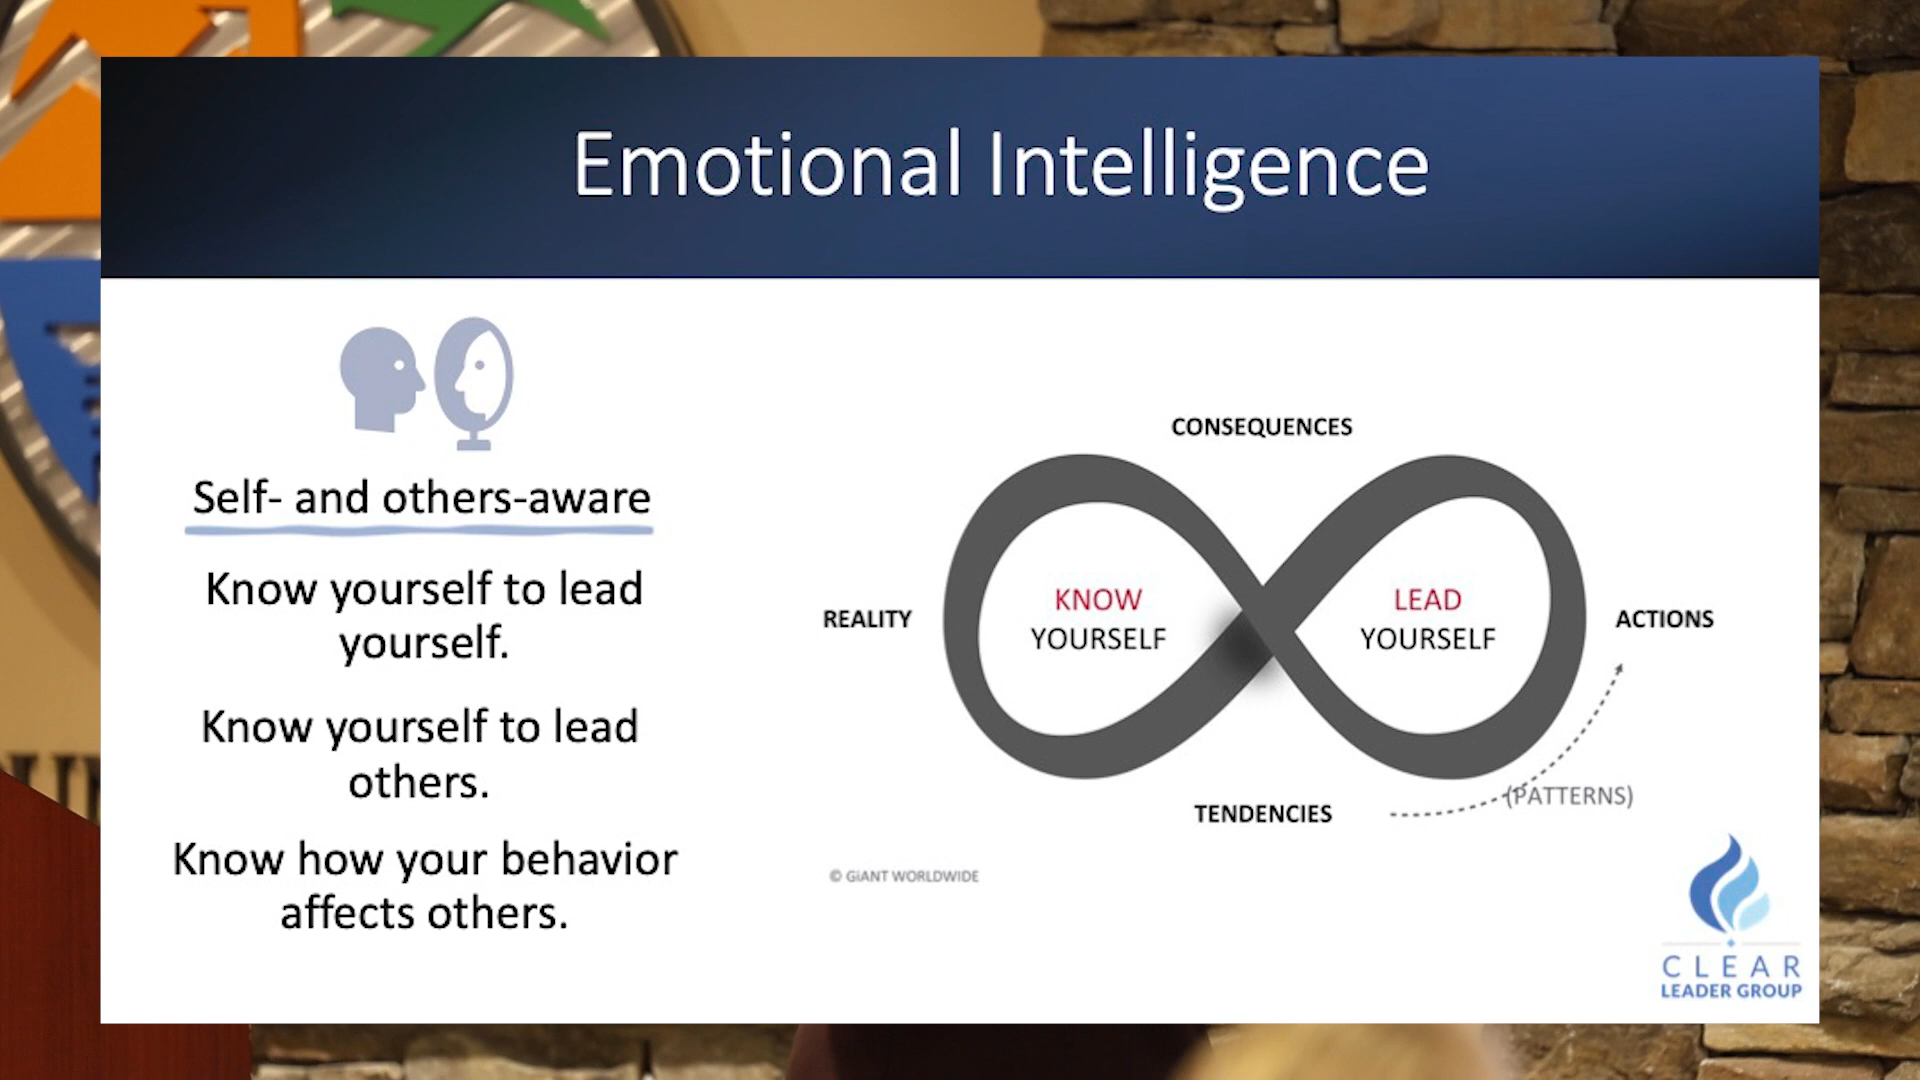 Emotional Intelligence
Self- and others-aware
Know yourself to lead
yourself.
Know yourself to lead
others.
Know how your behavior
affects others.
CONSEQUENCES
REALITY
KNOW
YOURSELF
LEAD
YOURSELF
ACTIONS
TENDENCIES
(PATTERNS)
© GiANT WORLDWIDE
CLEAR
LEADER GROUP